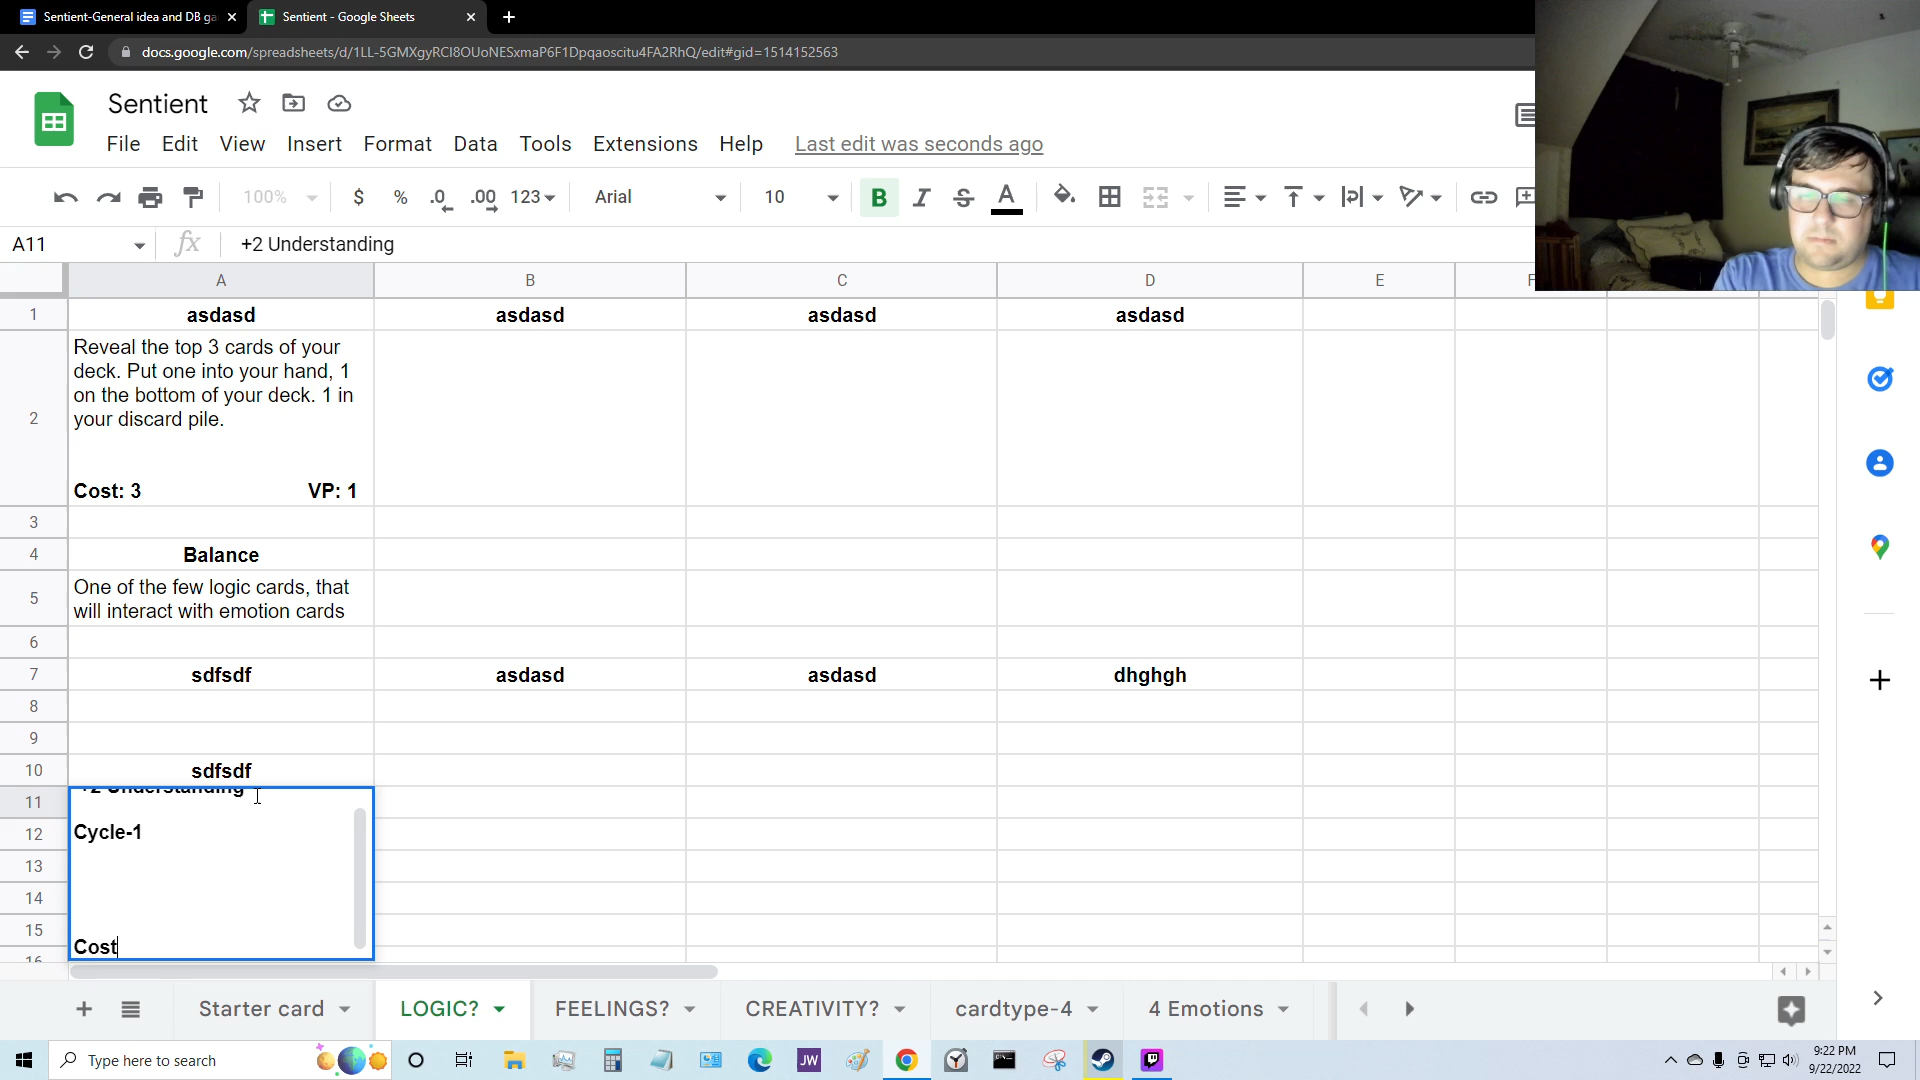 Sentient-General idea and DB ga
Sentient - Google Sheets
docs.google.com/spreadsheets/d/1LL-5GMXgyRCI8OUoNESxmaP6F1Dpqaoscitu4FA2RhQ/edit#gid=1514152563
Sentient
File Edit View Insert Format Data Tools Extensions Help Last edit was seconds ago
100% $ % .0 .00 123 Arial 10 B I S A
A11 fx +2 Understanding
A B C D E F
1 asdasd asdasd asdasd asdasd
2
Reveal the top 3 cards of your
deck. Put one into your hand, 1
on the bottom of your deck. 1 in
your discard pile.
Cost: 3 VP: 1
3
4 Balance
5
One of the few logic cards, that
will interact with emotion cards
6
7 sdfsdf asdasd asdasd dhghgh
8
9
10 sdfsdf
11 +2 Understanding
12 Cycle-1
13
14
15 Cost
16
Starter card LOGIC? FEELINGS? CREATIVITY? cardtype-4 4 Emotions
Type here to search
JW
9:22 PM
9/22/2022